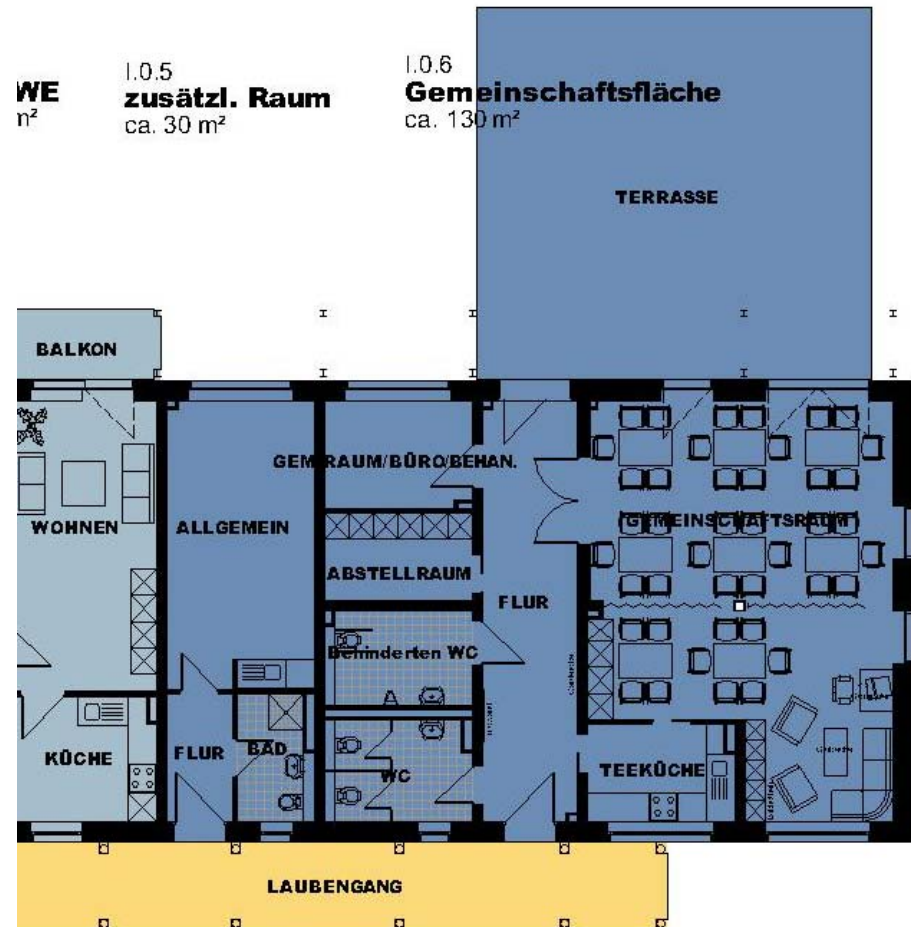 WE
m²
I.0.5
zusätzl. Raum
ca. 30 m²
I.0.6
Gemeinschaftsfläche
ca. 130 m²
TERRASSE
BALKON
GEM.RAUM/BÜRO/BEHAN.
WOHNEN
ALLGEMEIN
GEMEINSCHAFTSRAUM
ABSTELLRAUM
FLUR
Behinderten WC
KÜCHE
FLUR
BAD
WC
TEEKÜCHE
LAUBENGANG